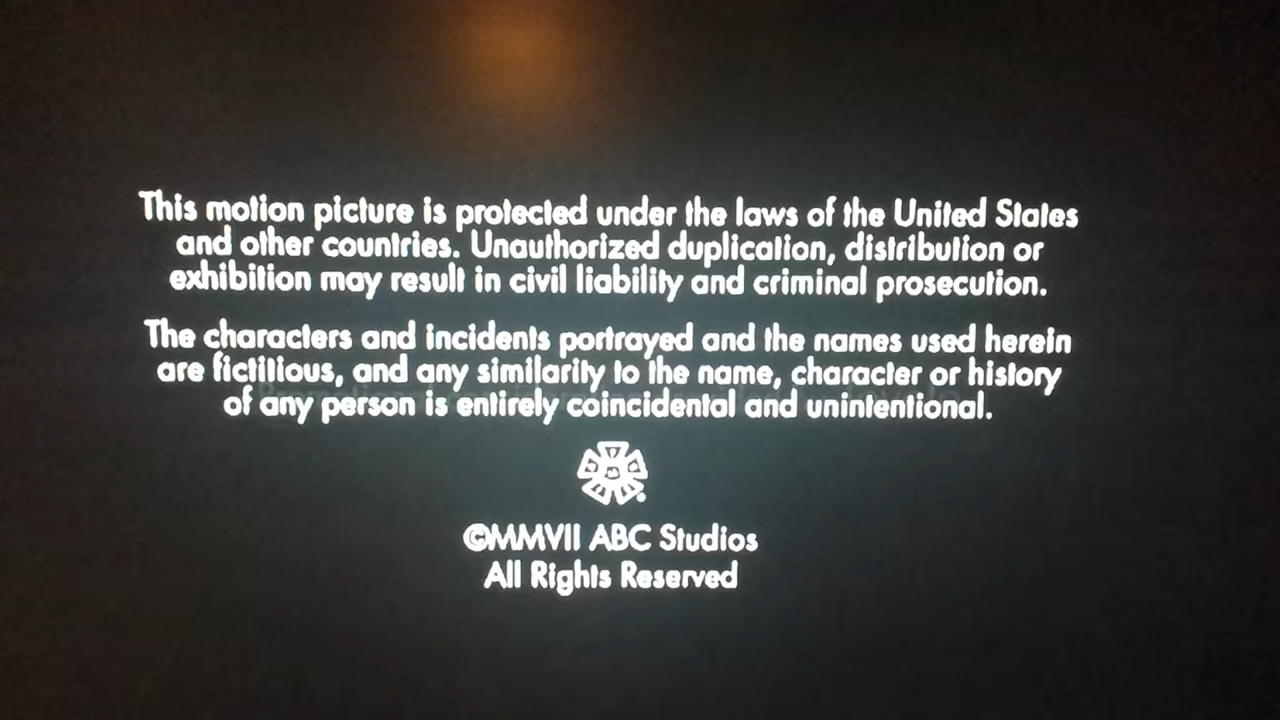 This motion picture is protected under the laws of the United States
and other countries. Unauthorized duplication, distribution or
exhibition may result in civil liability and criminal prosecution.
The characters and incidents portrayed and the names used herein
are fictitious, and any similarity to the name, character or history
of any person is entirely coincidental and unintentional.
©MMVII ABC Studios
All Rights Reserved